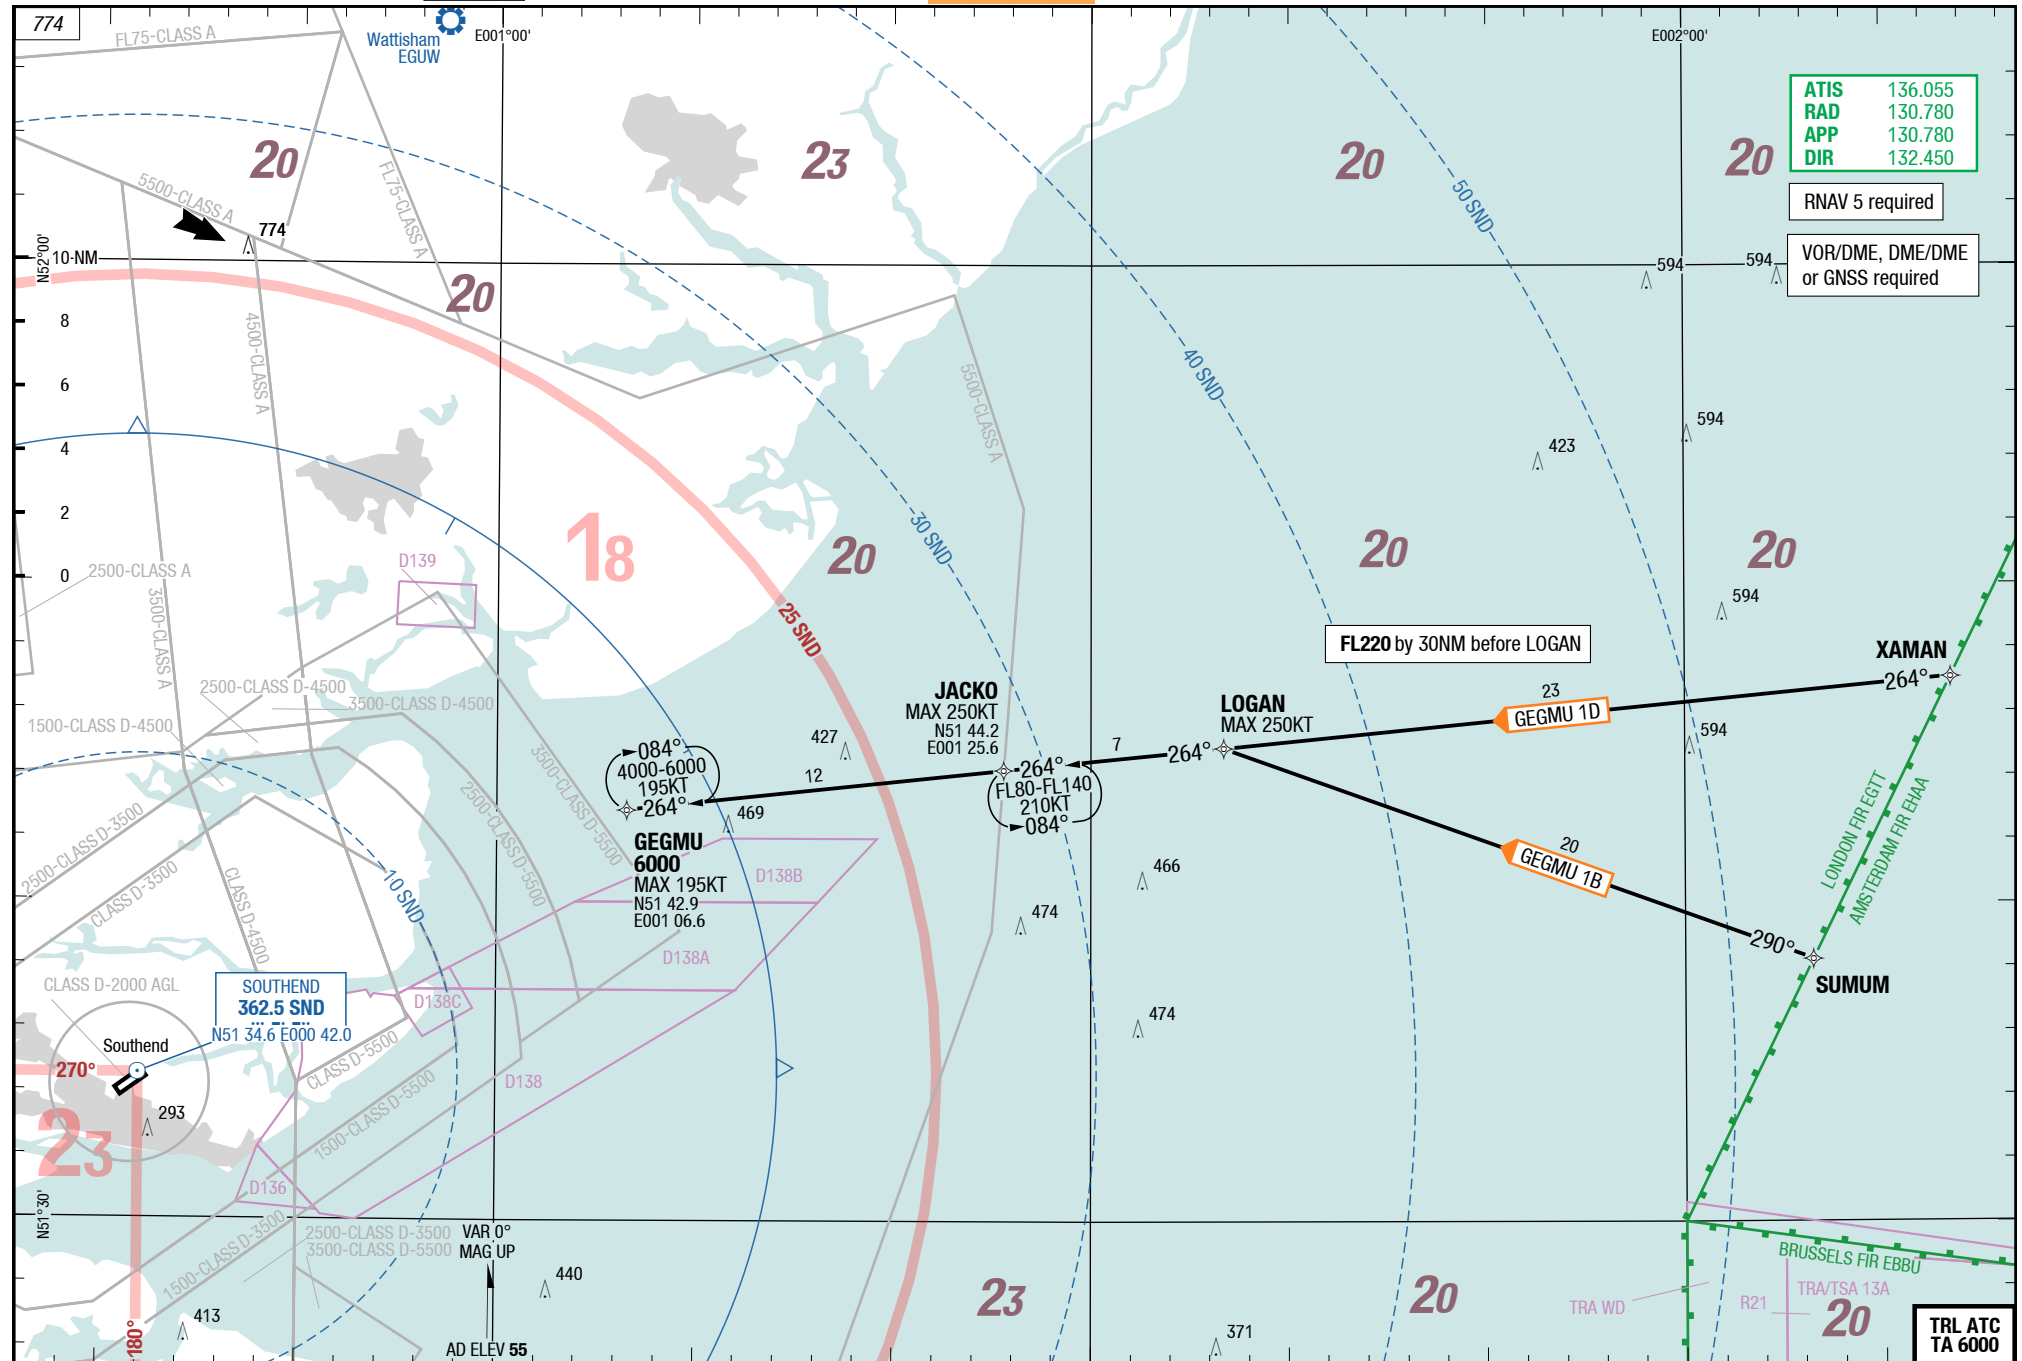 774
FL75-CLASS A
Wattisham
EGUW
E001°00'
E002°00'
ATIS 136.055
RAD 130.780
APP 130.780
DIR 132.450
RNAV 5 required
VOR/DME, DME/DME
or GNSS required
20
23
20
20
5500-CLASS A
FL75-CLASS A
50 SND
774
N52°00'
10-NM
8
6
4
2
0
20
594
594
4500-CLASS A
5500-CLASS A
40 SND
594
423
30 SND
18
20
20
20
D139
2500-CLASS A
3500-CLASS A
25 SND
594
FL220 by 30NM before LOGAN
XAMAN
264°
23
GEGMU 1D
594
JACKO
MAX 250KT
N51 44.2
E001 25.6
LOGAN
MAX 250KT
264°
7
264°
FL80-FL140
210KT
084°
12
427
084°
4000-6000
195KT
264°
469
GEGMU
6000
MAX 195KT
N51 42.9
E001 06.6
2500-CLASS D-4500
3500-CLASS D-4500
1500-CLASS D-4500
3500-CLASS D-5500
2500-CLASS D-5500
2500-CLASS D-3500
CLASS D-3500
CLASS D-4500
10 SND
D138B
D138A
D138C
D138
466
474
474
20
GEGMU 1B
290°
SUMUM
LONDON FIR EGTT
AMSTERDAM FIR EHAA
CLASS D-2000 AGL
SOUTHEND
362.5 SND
N51 34.6 E000 42.0
Southend
270°
293
23
CLASS D-5500
1500-CLASS D-5500
D136
N51°30'
2500-CLASS D-3500
3500-CLASS D-5500
1500-CLASS D-3500
VAR 0°
MAG UP
440
413
180°
AD ELEV 55
23
20
371
BRUSSELS FIR EBBU
TRA WD
R21
TRA/TSA 13A
20
TRL ATC
TA 6000